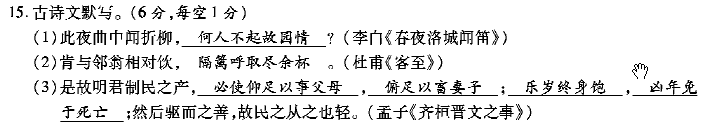 15. 古诗文默写。(6分,每空1分)
(1)此夜曲中闻折柳, 何人不起故园情 ?(李白《春夜洛城闻笛》)
(2)肯与邻翁相对饮, 隔篱呼取尽余杯 。(杜甫《客至》)
(3)是故明君制民之产, 必使仰足以事父母 , 俯足以畜妻子 ; 乐岁终身饱 , 凶年免
于死亡 ;然后驱而之善,故民之从之也轻。(孟子《齐桓晋文之事》)